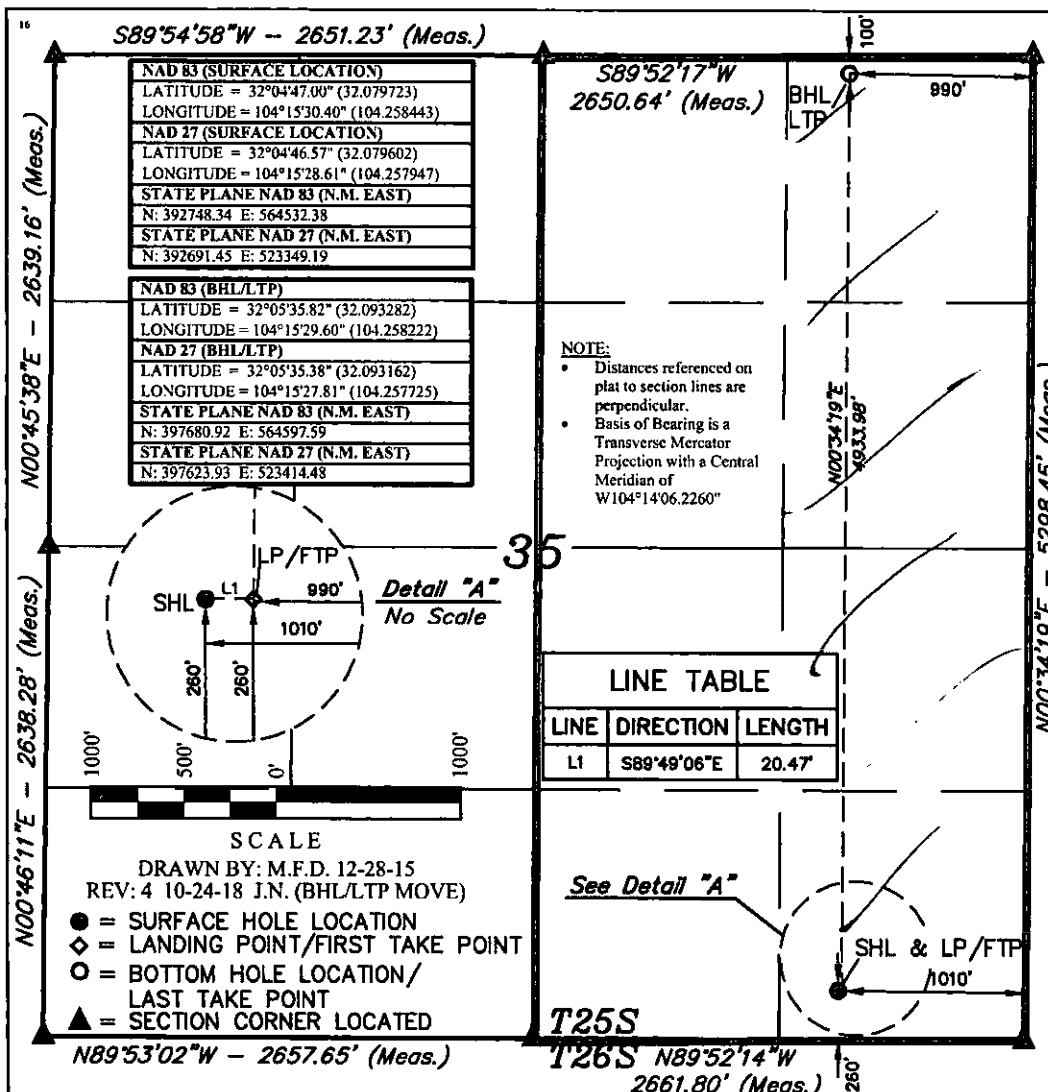 16
S89°54'58"W - 2651.23' (Meas.)
100'
NAD 83 (SURFACE LOCATION)
LATITUDE = 32°04'47.00" (32.079723)
LONGITUDE = 104°15'30.40" (104.258443)
NAD 27 (SURFACE LOCATION)
LATITUDE = 32°04'46.57" (32.079602)
LONGITUDE = 104°15'28.61" (104.257947)
STATE PLANE NAD 83 (N.M. EAST)
N: 392748.34 E: 564532.38
STATE PLANE NAD 27 (N.M. EAST)
N: 392691.45 E: 523349.19
S89°52'17"W
2650.64' (Meas.)
BHL
LTP
990'
N00°45'38"E - 2639.16' (Meas.)
NAD 83 (BHL/LTP)
LATITUDE = 32°05'35.82" (32.093282)
LONGITUDE = 104°15'29.60" (104.258222)
NAD 27 (BHL/LTP)
LATITUDE = 32°05'35.38" (32.093162)
LONGITUDE = 104°15'27.81" (104.257725)
STATE PLANE NAD 83 (N.M. EAST)
N: 397680.92 E: 564597.59
STATE PLANE NAD 27 (N.M. EAST)
N: 397623.93 E: 523414.48
NOTE:
• Distances referenced on
plat to section lines are
perpendicular.
• Basis of Bearing is a
Transverse Mercator
Projection with a Central
Meridian of
W104°14'06.2260"
N00°34'19"E
4933.98'
N00°34'19"E - 5298.45' (Meas.)
35
LP/FTP
SHL
L1
990'
1010'
260'
260'
Detail "A"
No Scale
N00°46'11"E - 2638.28' (Meas.)
LINE TABLE
LINE DIRECTION LENGTH
L1 S89°49'06"E 20.47'
1000' 500' 0' 1000'
SCALE
DRAWN BY: M.F.D. 12-28-15
REV: 4 10-24-18 J.N. (BHL/LTP MOVE)
● = SURFACE HOLE LOCATION
◇ = LANDING POINT/FIRST TAKE POINT
○ = BOTTOM HOLE LOCATION/
LAST TAKE POINT
▲ = SECTION CORNER LOCATED
See Detail "A"
SHL & LP/FTP
1010'
T25S
T26S
N89°53'02"W - 2657.65' (Meas.)
N89°52'14"W
2661.80' (Meas.)
260'